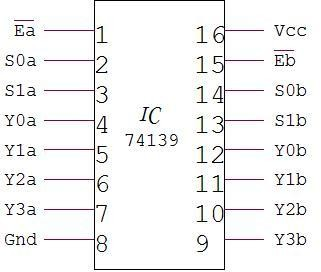 Ea 1 16 Vcc
S0a 2 15 Eb
S1a 3 14 S0b
Y0a 4 IC 13 S1b
Y1a 5 74139 12 Y0b
Y2a 6 11 Y1b
Y3a 7 10 Y2b
Gnd 8 9 Y3b